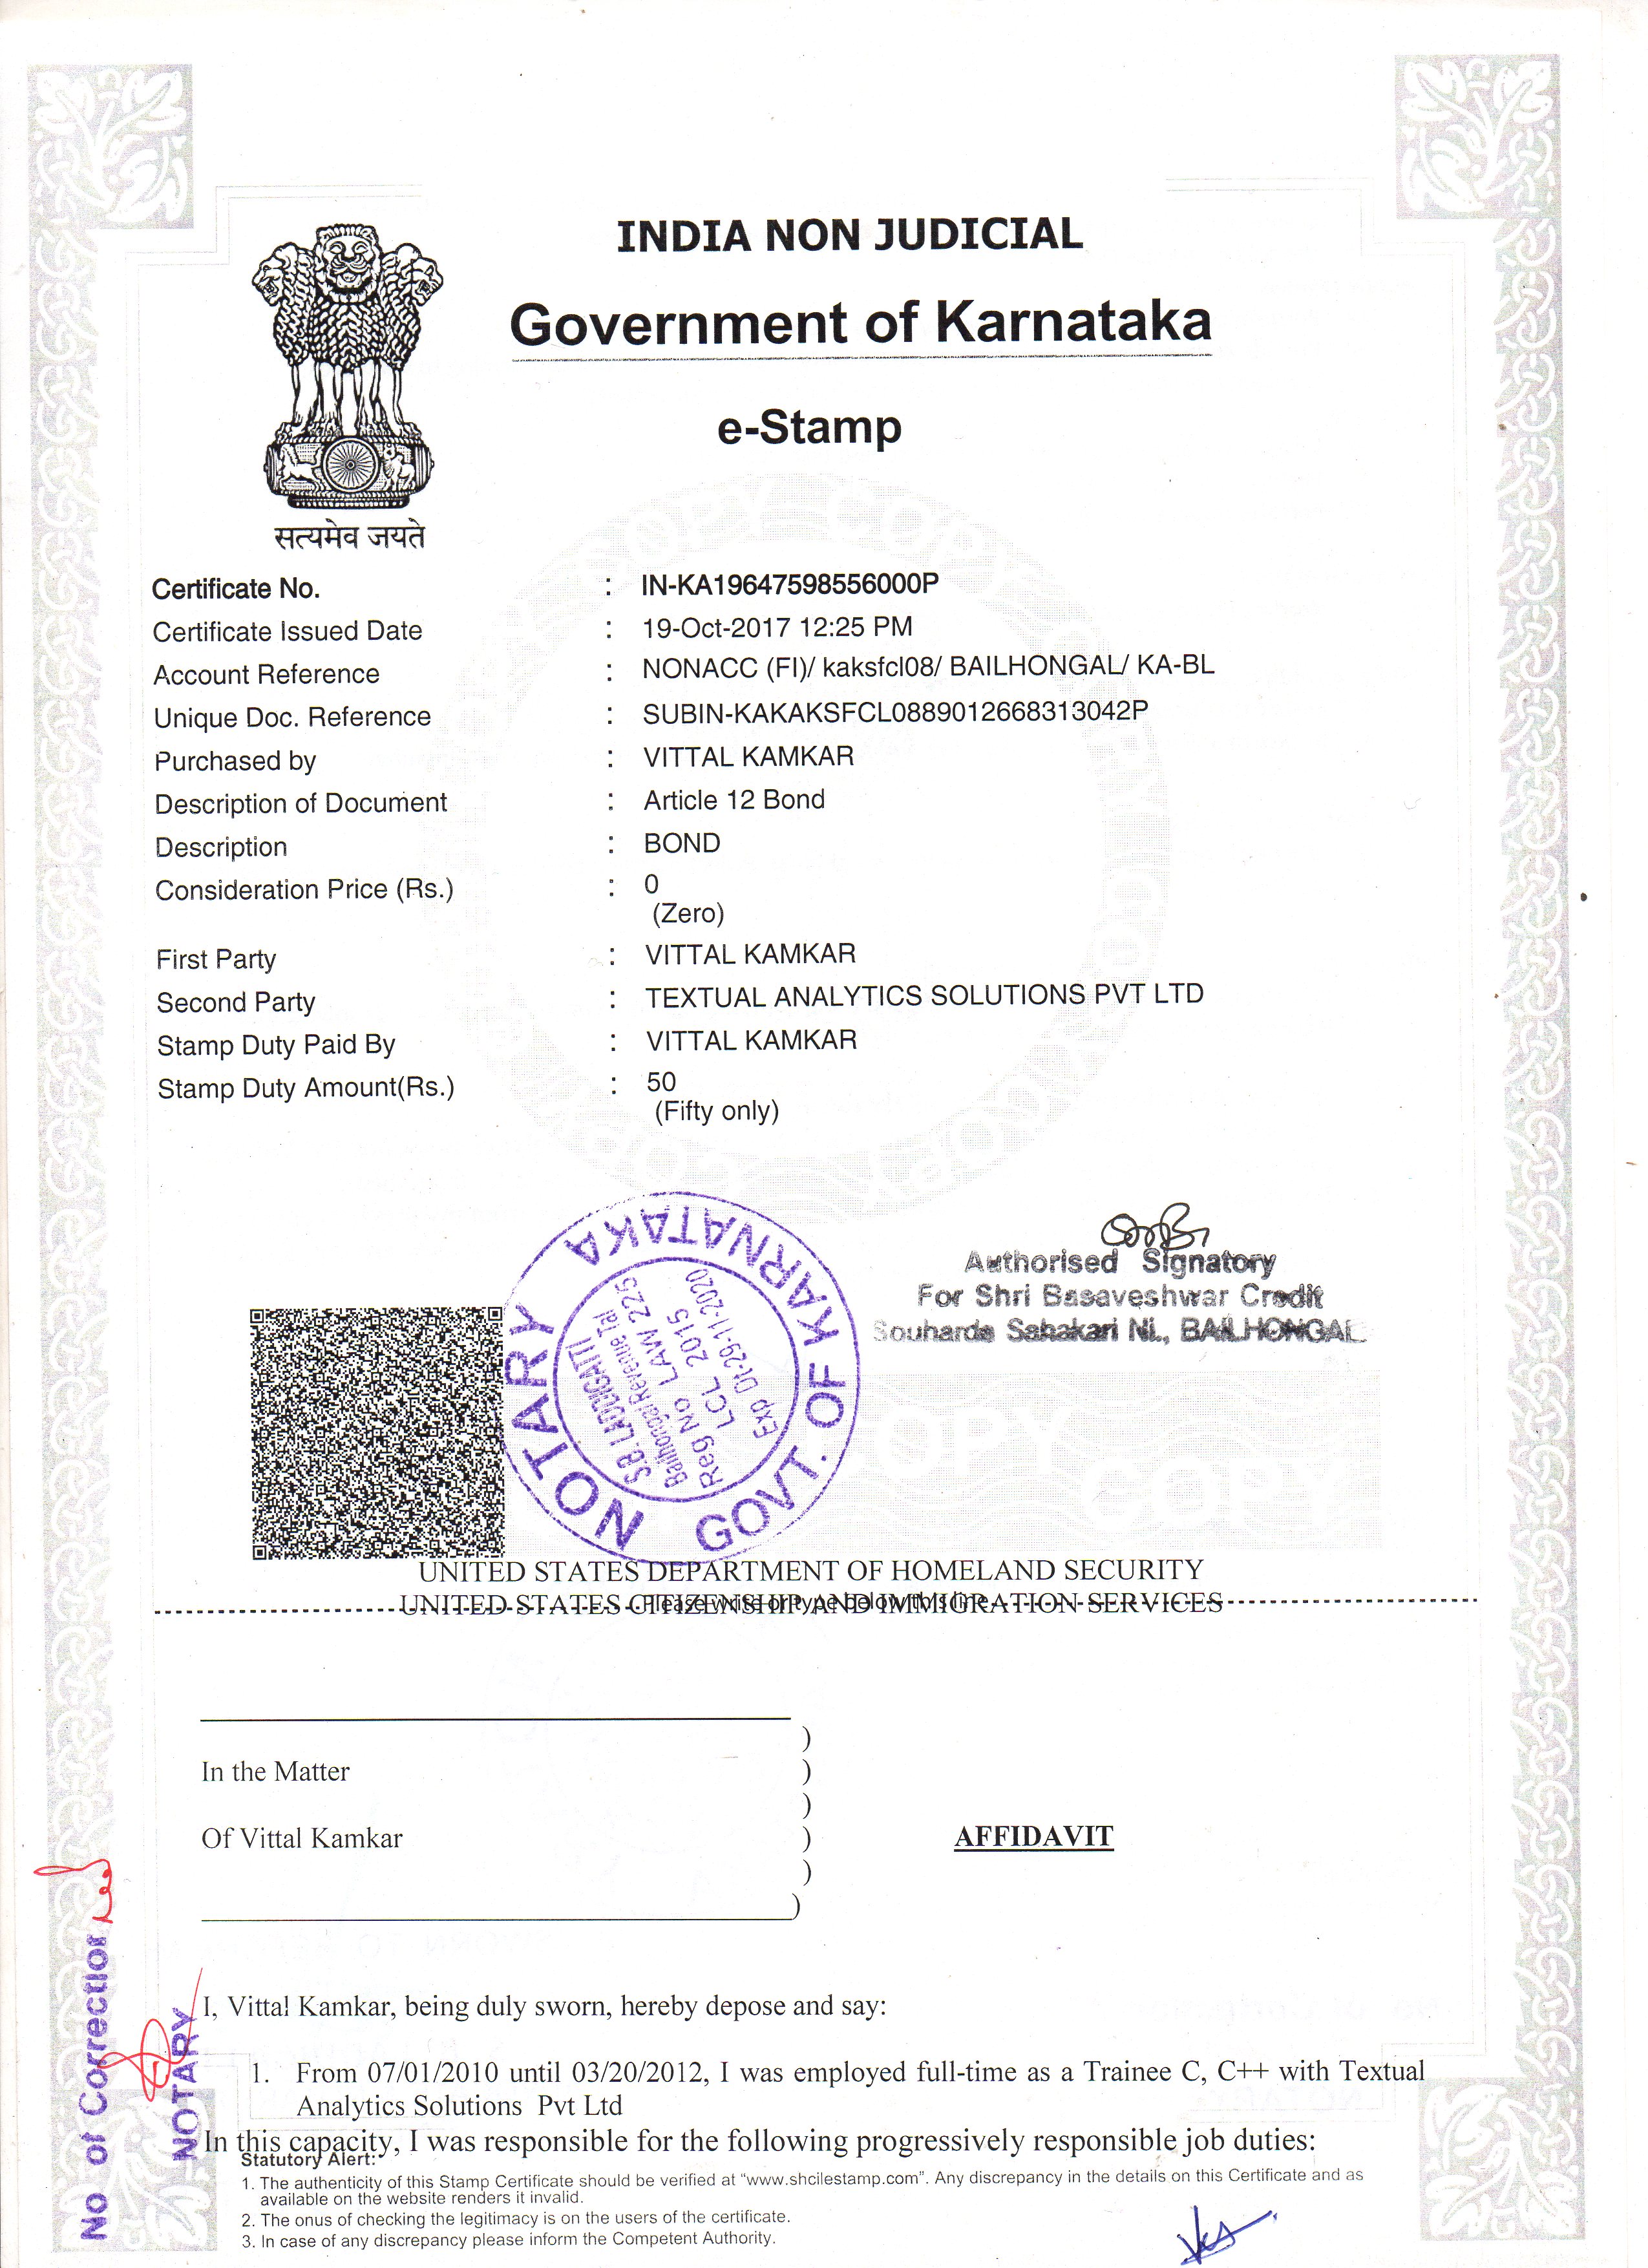 INDIA NON JUDICIAL
Government of Karnataka
e-Stamp
सत्यमेव जयते
Certificate No. : IN-KA19647598556000P
Certificate Issued Date : 19-Oct-2017 12:25 PM
Account Reference : NONACC (FI)/ kaksfcl08/ BAILHONGAL/ KA-BL
Unique Doc. Reference : SUBIN-KAKAKSFCL0889012668313042P
Purchased by : VITTAL KAMKAR
Description of Document : Article 12 Bond
Description : BOND
Consideration Price (Rs.) : 0
(Zero)
First Party : VITTAL KAMKAR
Second Party : TEXTUAL ANALYTICS SOLUTIONS PVT LTD
Stamp Duty Paid By : VITTAL KAMKAR
Stamp Duty Amount(Rs.) : 50
(Fifty only)
Authorised Signatory
For Shri Basaveshwar Credit
Souharda Sahakari Ni., BAILHONGAL
NOTARY
GOVT. OF KARNATAKA
S.B. LADDIGATTI
Bailhongal Revenue Tal
Reg No LAW 225
LCL 2015
Exp Dt-29-11-2020
UNITED STATES DEPARTMENT OF HOMELAND SECURITY
UNITED STATES CITIZENSHIP AND IMMIGRATION SERVICES
Please write or type below this line
)
In the Matter )
)
Of Vittal Kamkar ) AFFIDAVIT
)
)
I, Vittal Kamkar, being duly sworn, hereby depose and say:
1. From 07/01/2010 until 03/20/2012, I was employed full-time as a Trainee C, C++ with Textual
Analytics Solutions Pvt Ltd
In this capacity, I was responsible for the following progressively responsible job duties:
Statutory Alert:
1. The authenticity of this Stamp Certificate should be verified at “www.shcilestamp.com”. Any discrepancy in the details on this Certificate and as
available on the website renders it invalid.
2. The onus of checking the legitimacy is on the users of the certificate.
3. In case of any discrepancy please inform the Competent Authority.
No of Correction
NOTARY